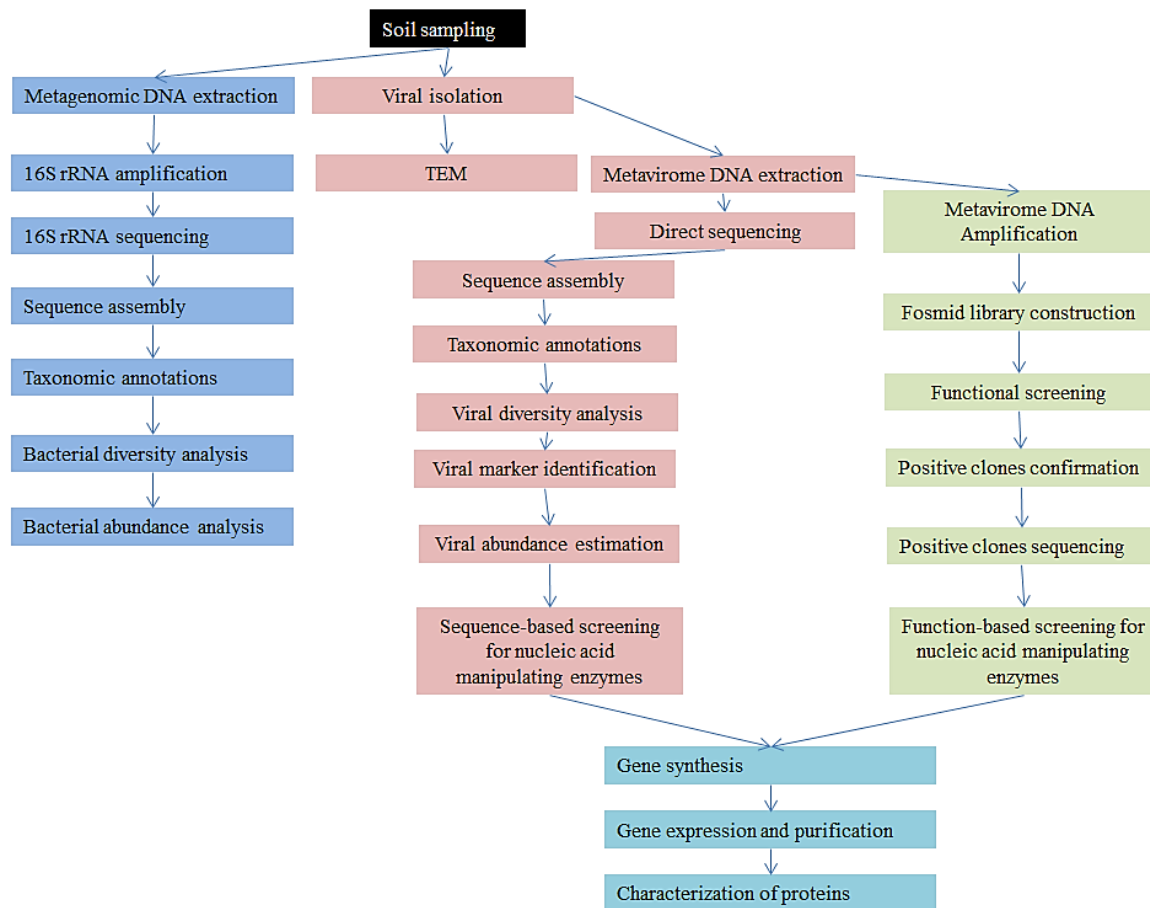 Soil sampling
Metagenomic DNA extraction
16S rRNA amplification
16S rRNA sequencing
Sequence assembly
Taxonomic annotations
Bacterial diversity analysis
Bacterial abundance analysis
Viral isolation
TEM
Metavirome DNA extraction
Direct sequencing
Sequence assembly
Taxonomic annotations
Viral diversity analysis
Viral marker identification
Viral abundance estimation
Sequence-based screening
for nucleic acid
manipulating enzymes
Metavirome DNA
Amplification
Fosmid library construction
Functional screening
Positive clones confirmation
Positive clones sequencing
Function-based screening for
nucleic acid manipulating
enzymes
Gene synthesis
Gene expression and purification
Characterization of proteins